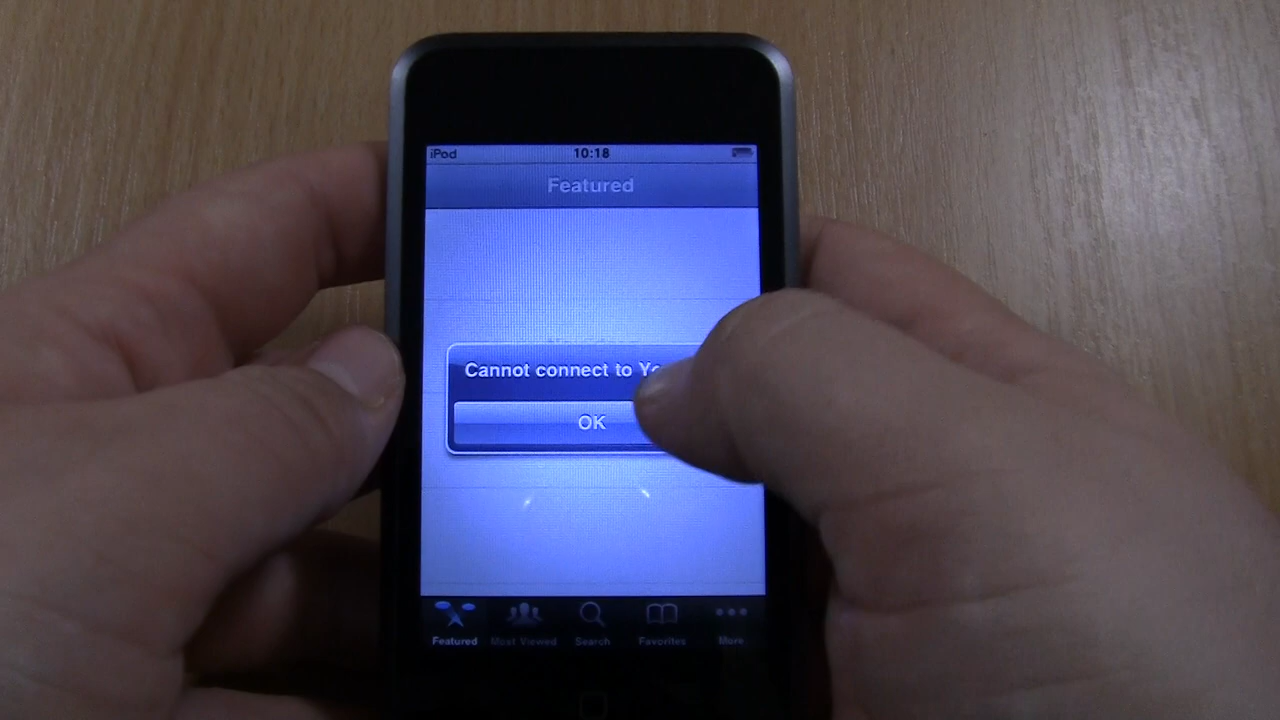 iPod 10:18
Featured
Cannot connect to Yo
OK
Featured Most Viewed Search Favorites More